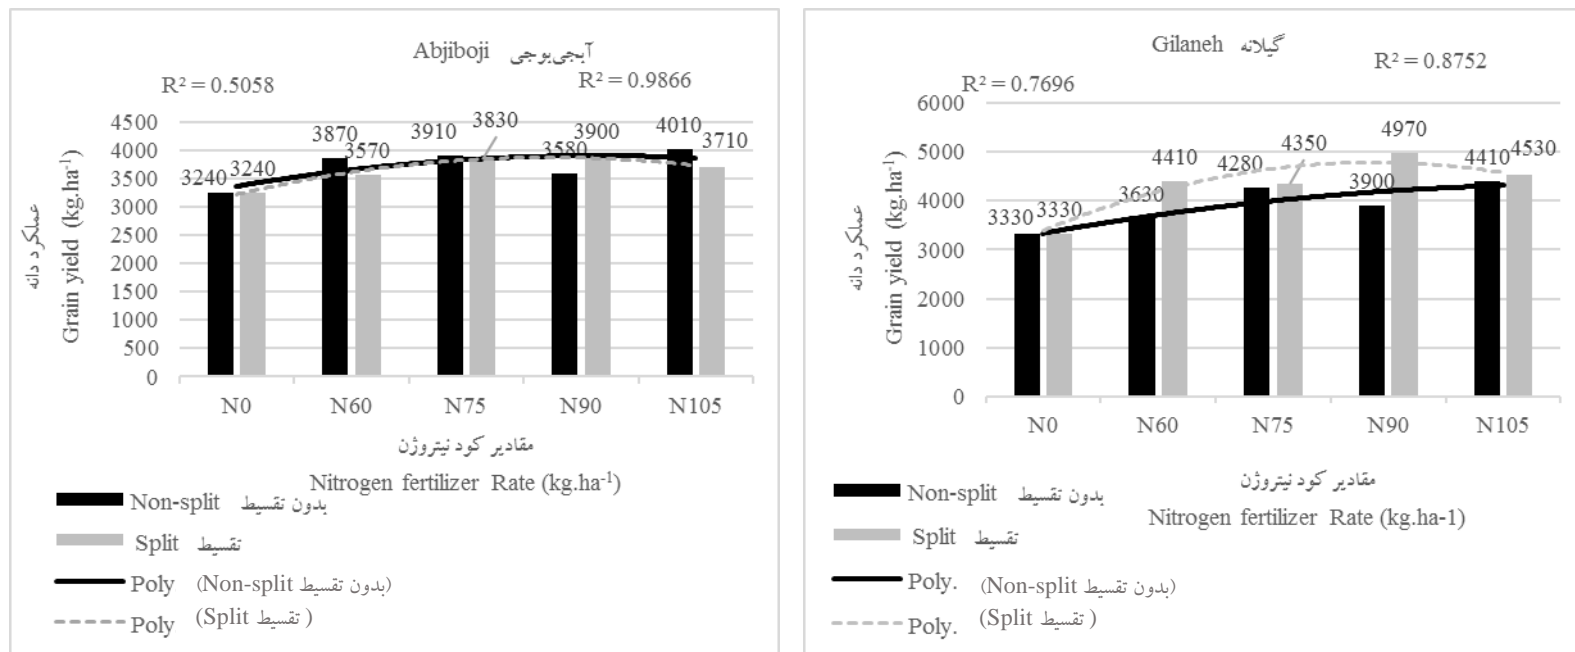 آبجی‌بوجی Abjiboji
R² = 0.5058
R² = 0.9866
4500
4000
3500
3000
2500
2000
1500
1000
500
0
عملکرد دانه
Grain yield (kg.ha⁻¹)
3240
3240
3870
3570
3910
3830
3580
3900
4010
3710
N0 N60 N75 N90 N105
مقادیر کود نیتروژن
Nitrogen fertilizer Rate (kg.ha⁻¹)
Non-split بدون تقسیط
Split تقسیط
Poly (Non-split بدون تقسیط)
Poly (Split تقسیط )
گیلانه Gilaneh
R² = 0.7696
R² = 0.8752
6000
5000
4000
3000
2000
1000
0
عملکرد دانه
Grain yield (kg.ha⁻¹)
3330
3330
3630
4410
4280
4350
3900
4970
4410
4530
N0 N60 N75 N90 N105
مقادیر کود نیتروژن
Nitrogen fertilizer Rate (kg.ha-1)
Non-split بدون تقسیط
Split تقسیط
Poly. (Non-split بدون تقسیط)
Poly. (Split تقسیط )